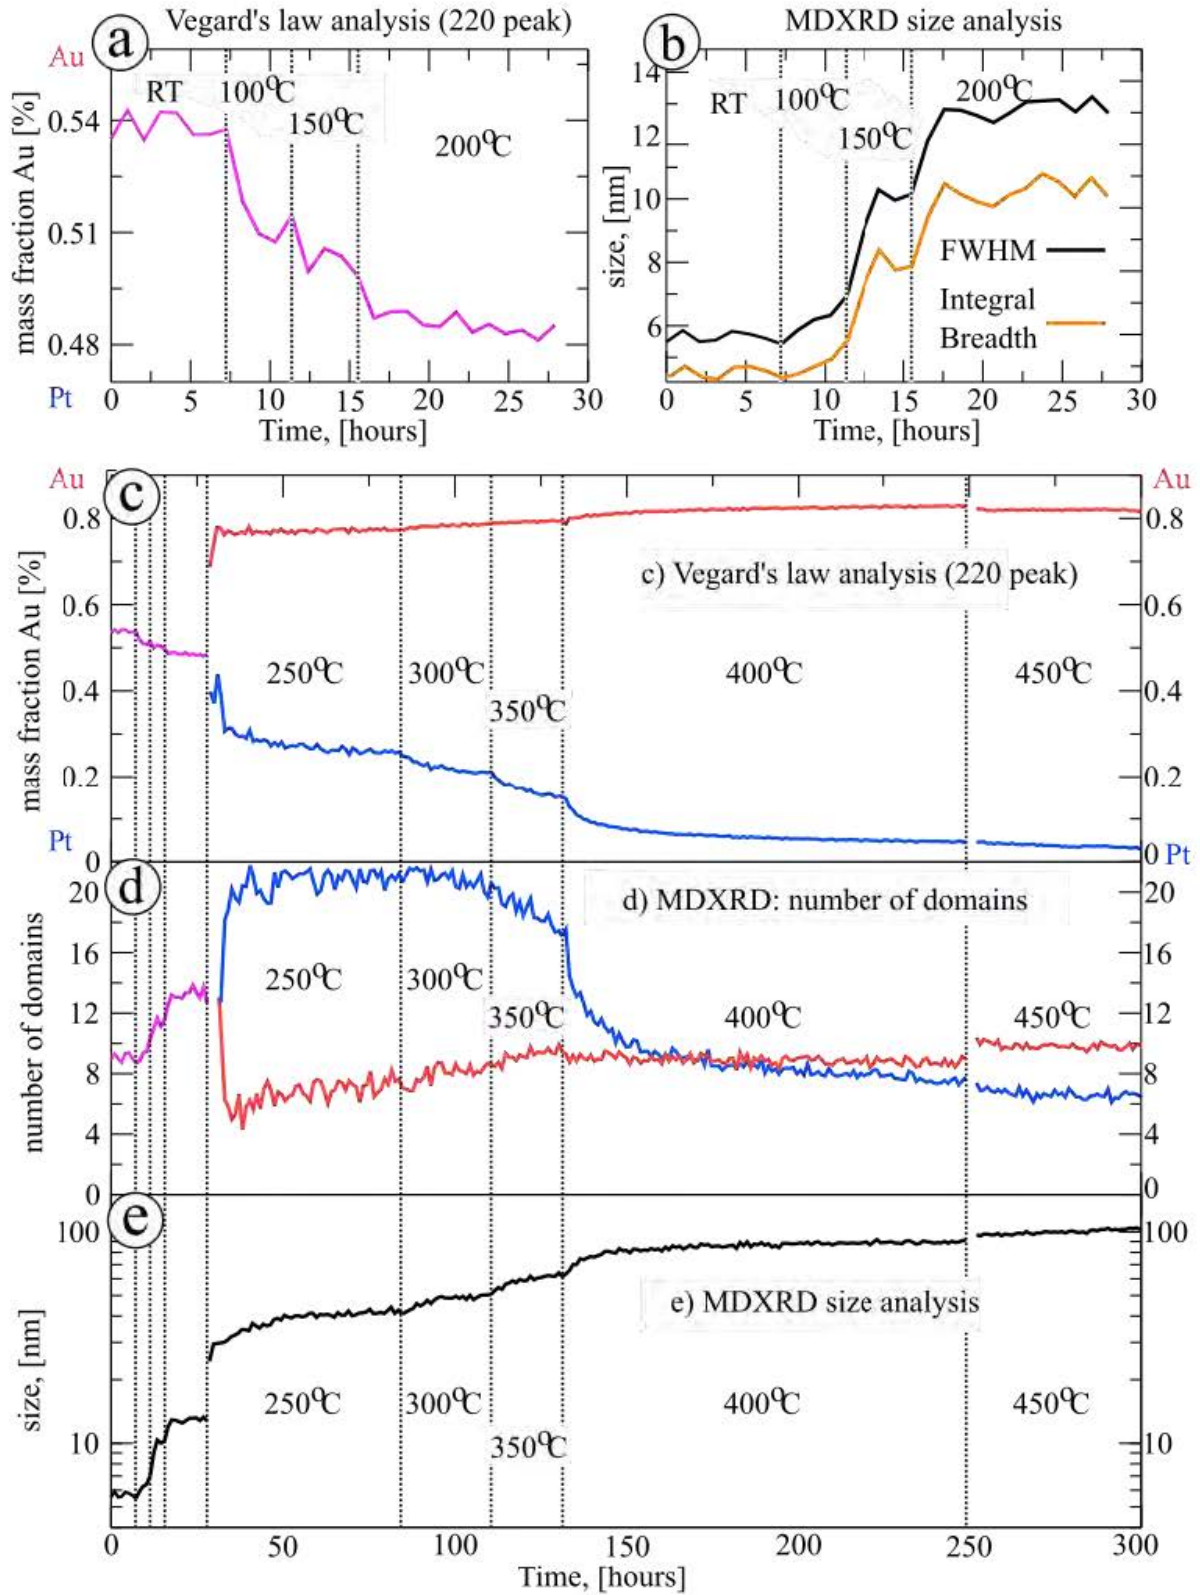 Vegard's law analysis (220 peak)
a
Au
RT
100°C
150°C
200°C
mass fraction Au [%]
0.54
0.51
0.48
Pt
0 5 10 15 20 25 30
Time, [hours]
MDXRD size analysis
b
RT
100°C
150°C
200°C
size, [nm]
14
12
10
8
6
FWHM
Integral
Breadth
0 5 10 15 20 25 30
Time, [hours]
Au
c
Au
mass fraction Au [%]
0.8
0.6
0.4
0.2
Pt
0
c) Vegard's law analysis (220 peak)
250°C
300°C
350°C
400°C
450°C
0.8
0.6
0.4
0.2
0 Pt
d
number of domains
20
16
12
8
4
0
d) MDXRD: number of domains
250°C
300°C
350°C
400°C
450°C
20
16
12
8
4
0
e
size, [nm]
100
10
e) MDXRD size analysis
250°C
300°C
350°C
400°C
450°C
100
10
0 50 100 150 200 250 300
Time, [hours]